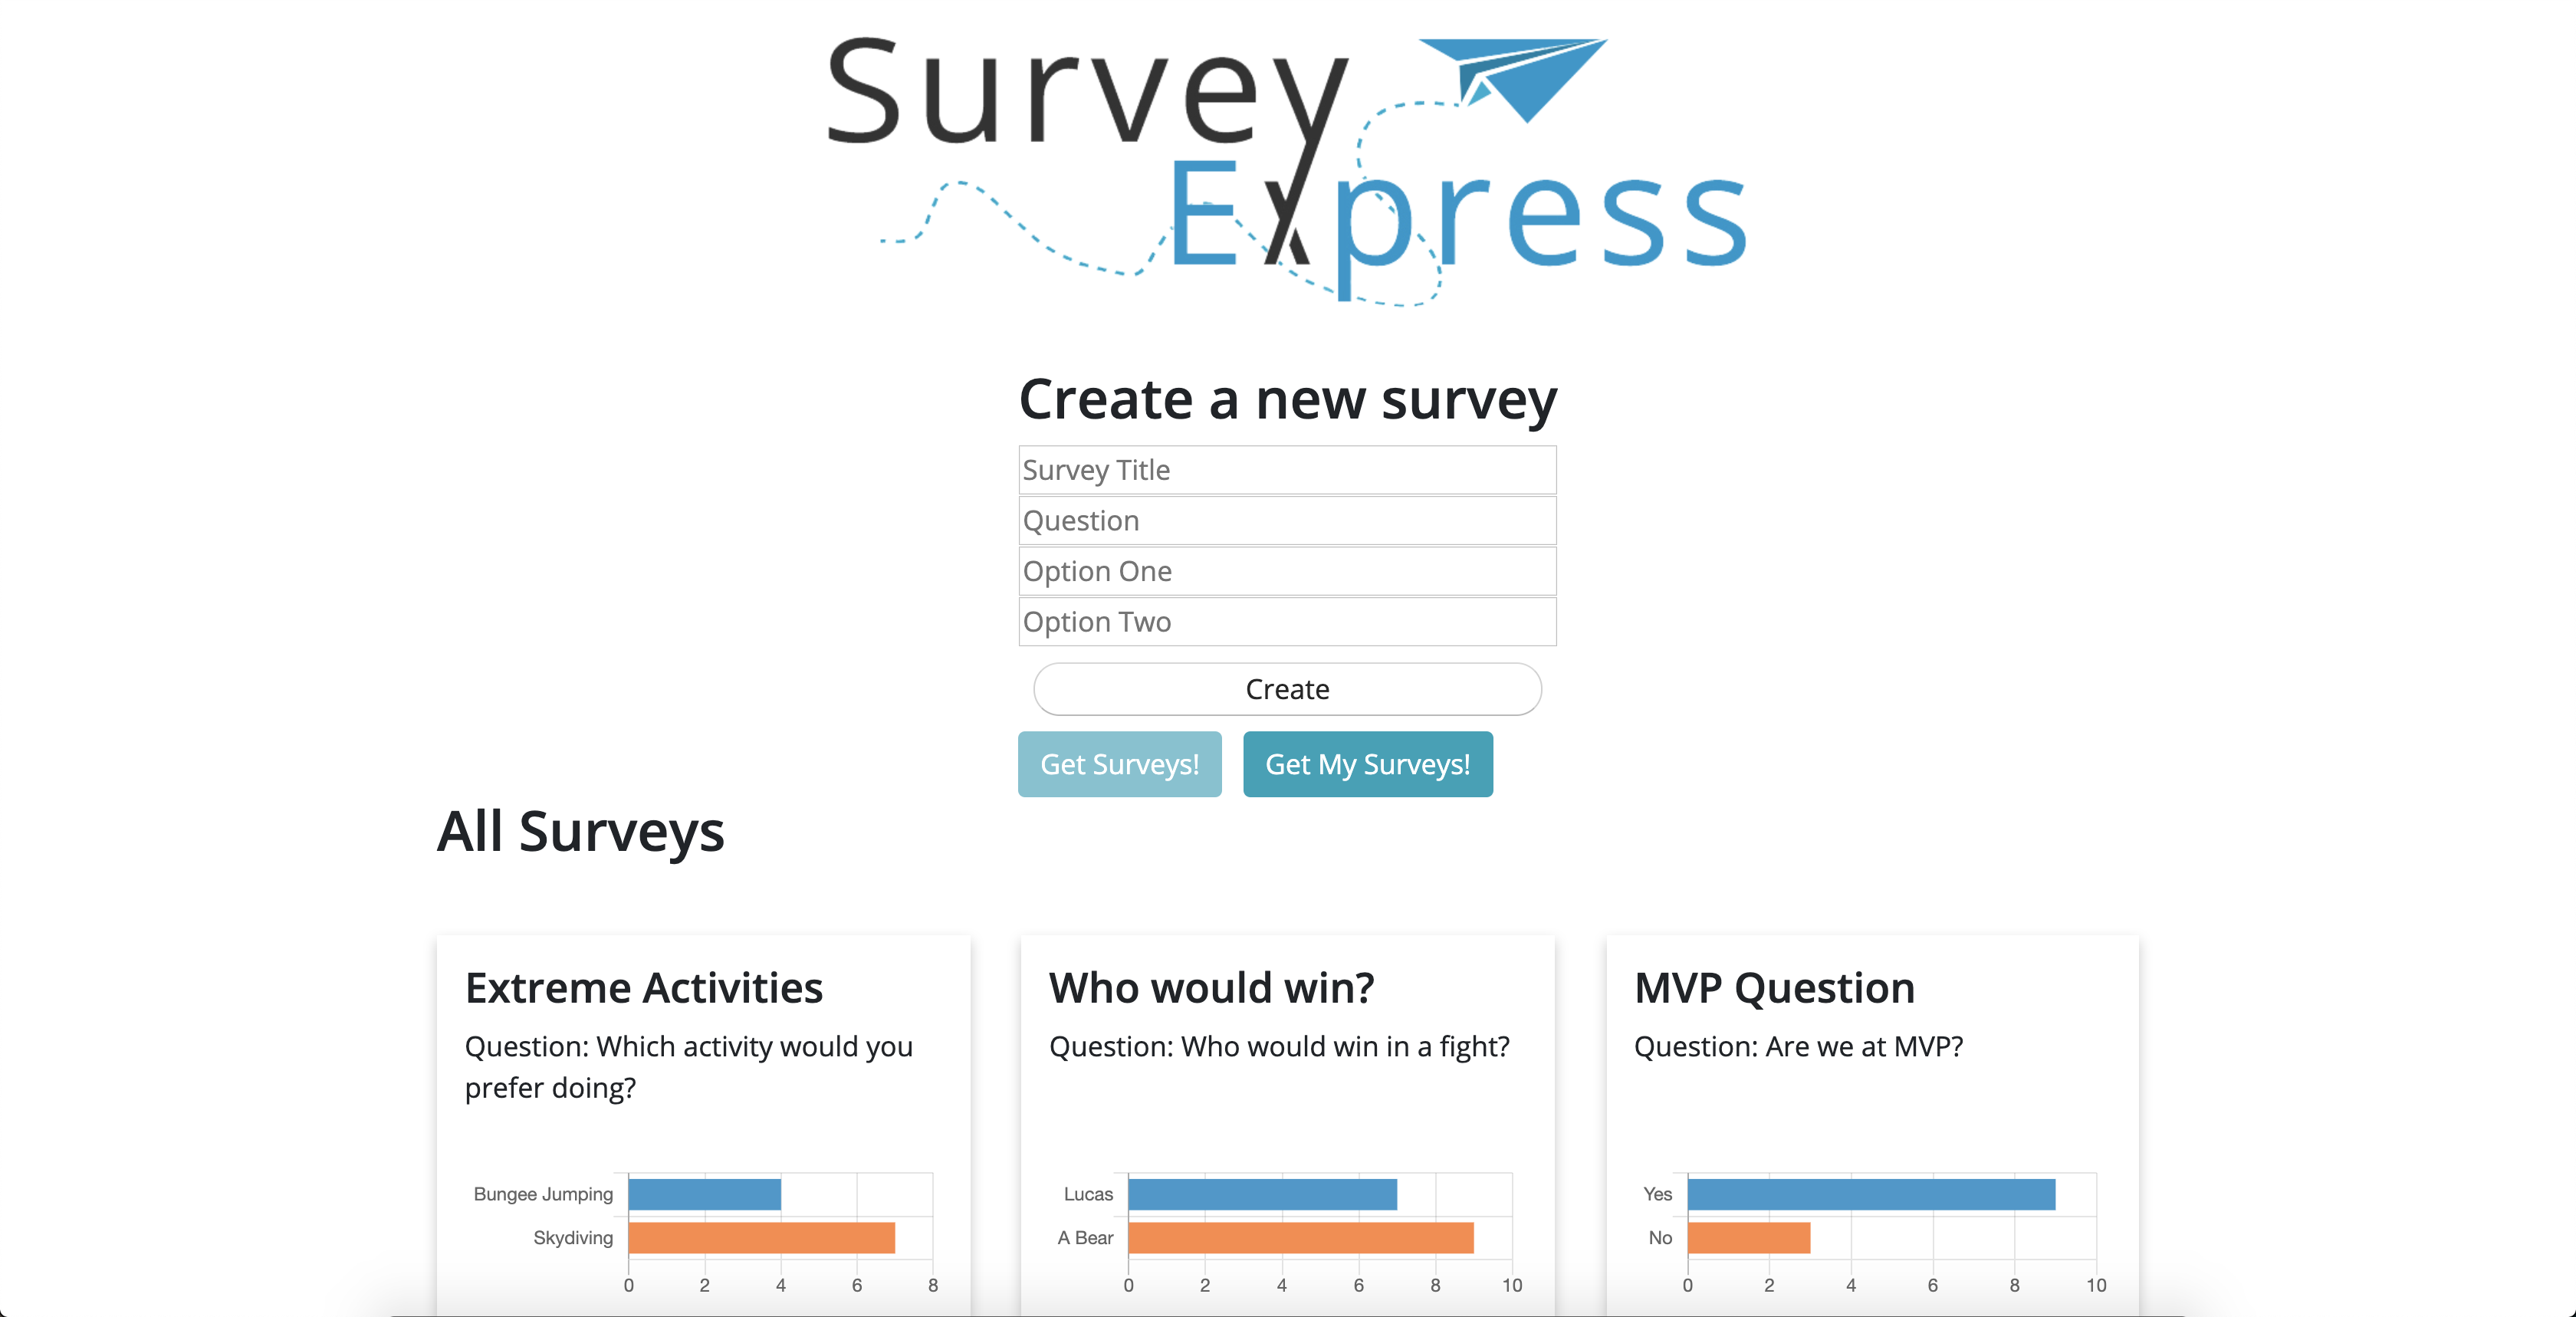 Survey
Express
Create a new survey
Survey Title
Question
Option One
Option Two
Create
Get Surveys! Get My Surveys!
All Surveys
Extreme Activities
Question: Which activity would you
prefer doing?
Bungee Jumping
Skydiving
0 2 4 6 8
Who would win?
Question: Who would win in a fight?
Lucas
A Bear
0 2 4 6 8 10
MVP Question
Question: Are we at MVP?
Yes
No
0 2 4 6 8 10